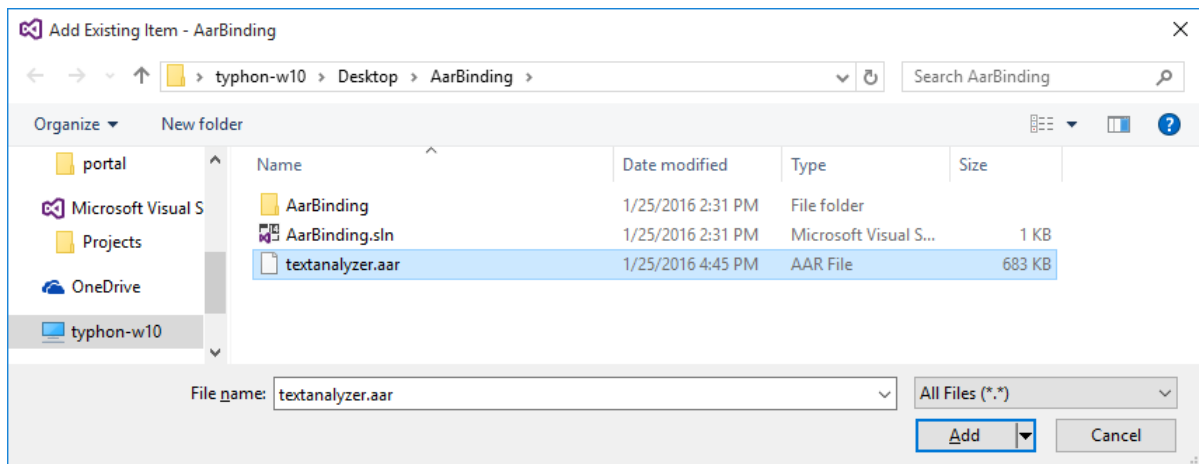 Add Existing Item - AarBinding
typhon-w10 > Desktop > AarBinding >
Search AarBinding
Organize
New folder
portal
Microsoft Visual S
Projects
OneDrive
typhon-w10
Name Date modified Type Size
AarBinding 1/25/2016 2:31 PM File folder
AarBinding.sln 1/25/2016 2:31 PM Microsoft Visual S... 1 KB
textanalyzer.aar 1/25/2016 4:45 PM AAR File 683 KB
File name: textanalyzer.aar
All Files (*.*)
Add
Cancel